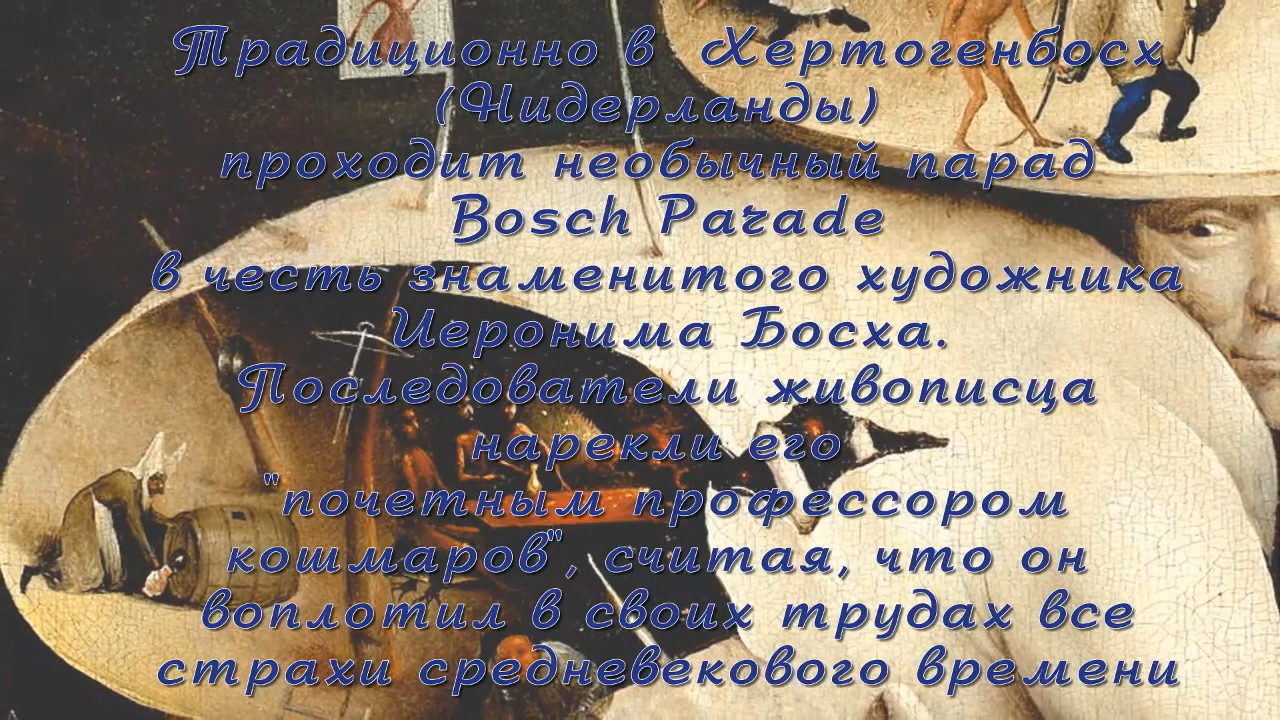 Традиционно в Хертогенбосх
(Нидерланды)
проходит необычный парад
Bosch Parade
в честь знаменитого художника
Иеронима Босха.
Последователи живописца
нарекли его
"почетным профессором
кошмаров", считая, что он
воплотил в своих трудах все
страхи средневекового времени